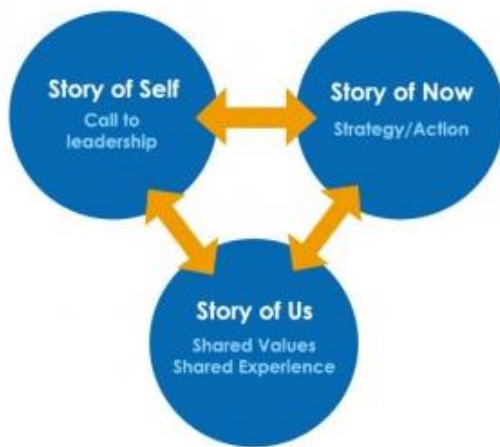 Story of Self
Call to
leadership
Story of Now
Strategy/Action
Story of Us
Shared Values
Shared Experience